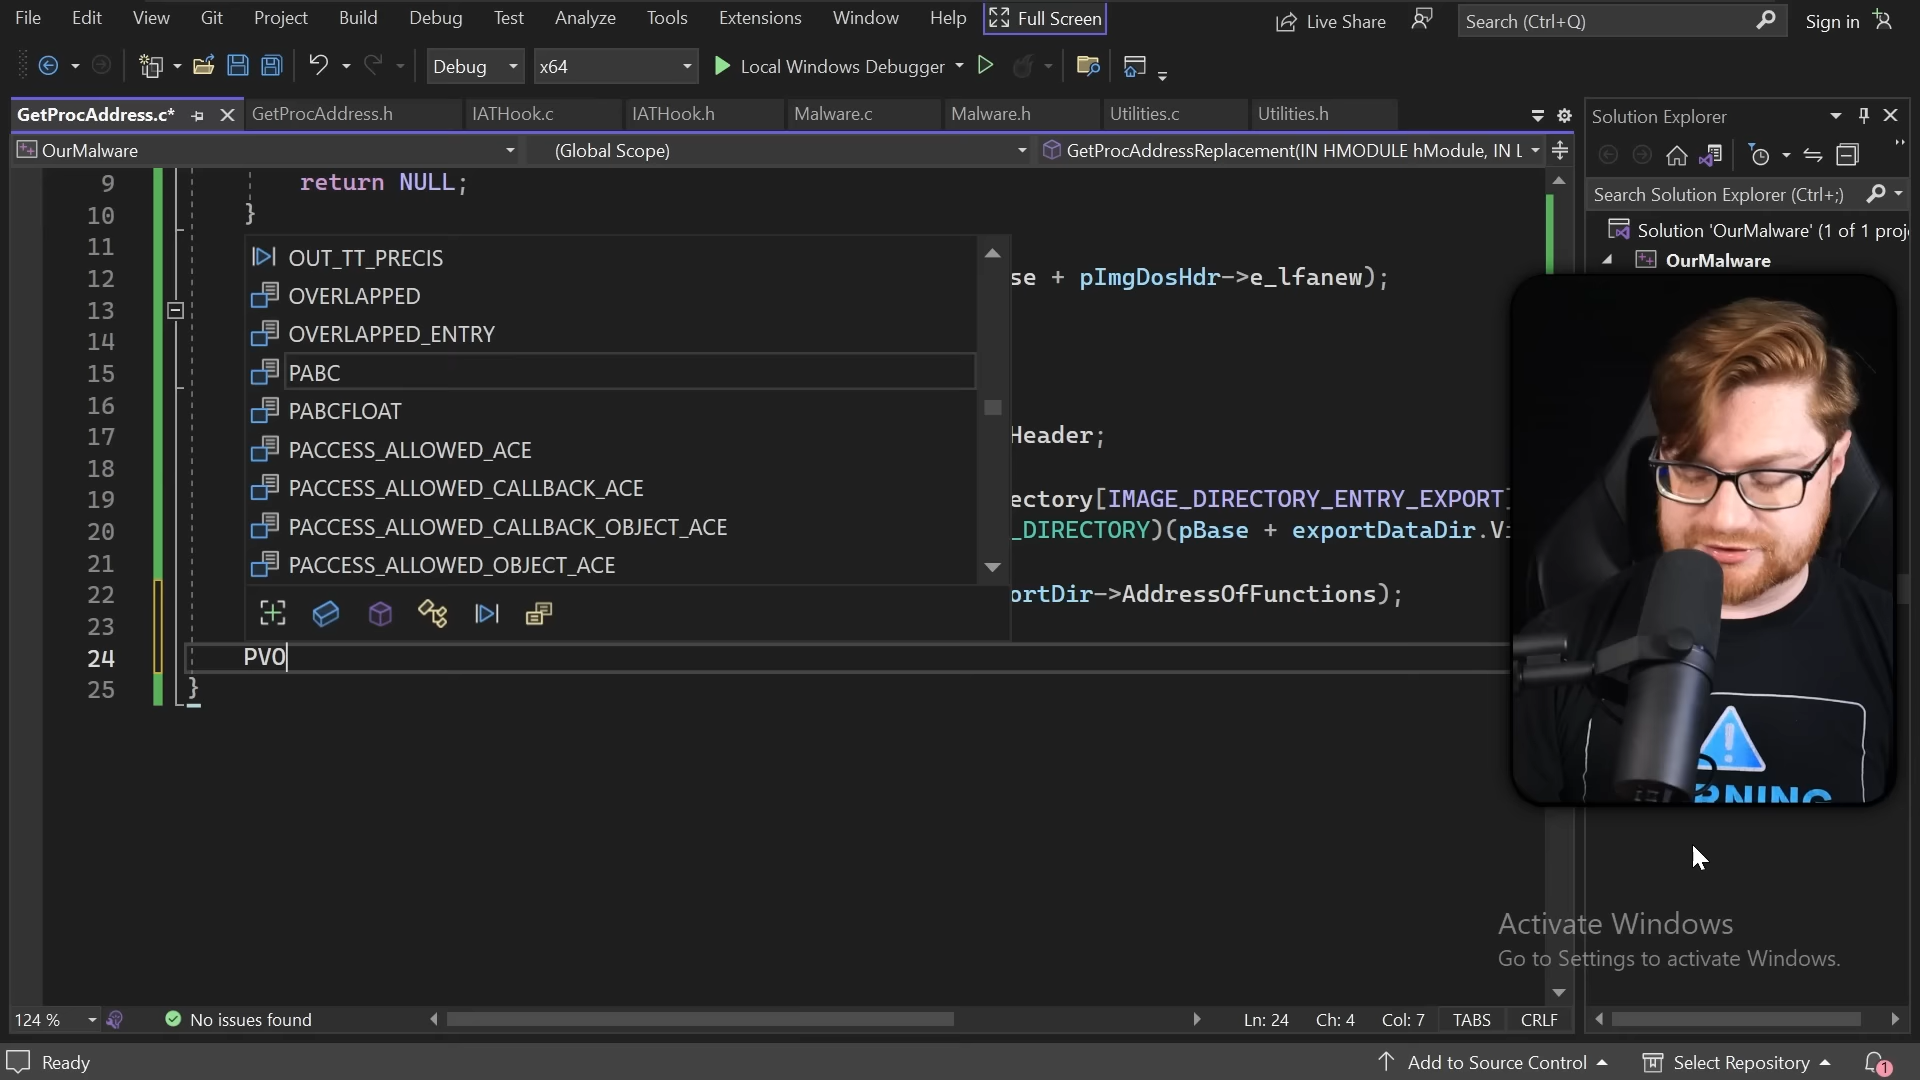 File Edit View Git Project Build Debug Test Analyze Tools Extensions Window Help Full Screen Live Share Search (Ctrl+Q) Sign in
Debug x64 Local Windows Debugger
GetProcAddress.c* GetProcAddress.h IATHook.c IATHook.h Malware.c Malware.h Utilities.c Utilities.h
OurMalware (Global Scope) GetProcAddressReplacement(IN HMODULE hModule, IN L
9 return NULL;
10 }
11
12 se + pImgDosHdr->e_lfanew);
13
14
15
16
17 Header;
18
19 ectory[IMAGE_DIRECTORY_ENTRY_EXPORT]
20 _DIRECTORY)(pBase + exportDataDir.Vi
21
22 ortDir->AddressOfFunctions);
23
24 PVO
25 }
OUT_TT_PRECIS
OVERLAPPED
OVERLAPPED_ENTRY
PABC
PABCFLOAT
PACCESS_ALLOWED_ACE
PACCESS_ALLOWED_CALLBACK_ACE
PACCESS_ALLOWED_CALLBACK_OBJECT_ACE
PACCESS_ALLOWED_OBJECT_ACE
Solution Explorer
Search Solution Explorer (Ctrl+;)
Solution 'OurMalware' (1 of 1 proj
OurMalware
Activate Windows
Go to Settings to activate Windows.
124 % No issues found Ln: 24 Ch: 4 Col: 7 TABS CRLF
Ready Add to Source Control Select Repository 1